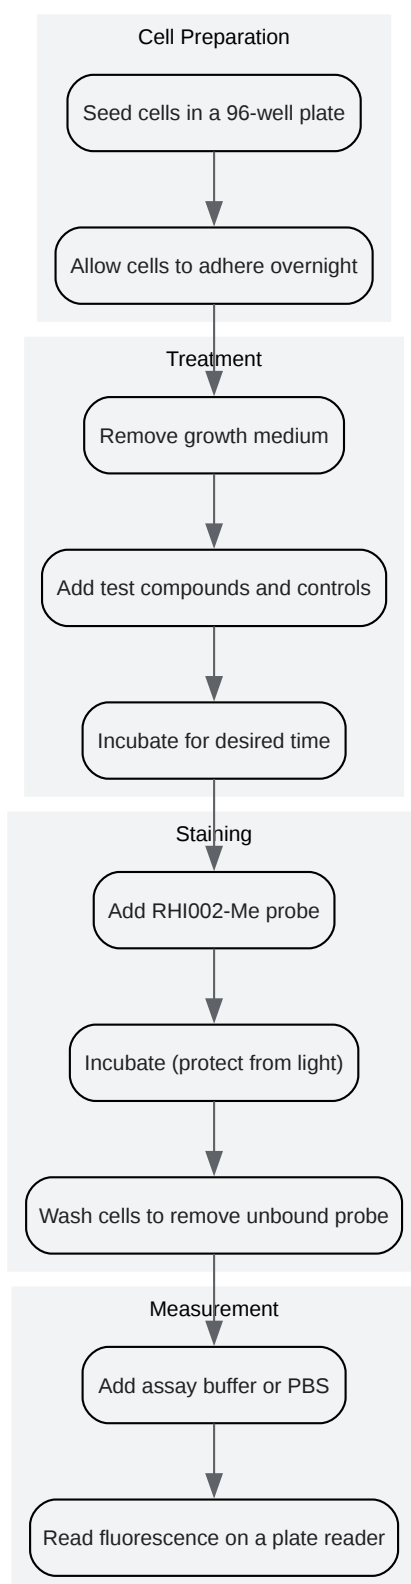 Cell Preparation
Seed cells in a 96-well plate
Allow cells to adhere overnight
Treatment
Remove growth medium
Add test compounds and controls
Incubate for desired time
Staining
Add RHI002-Me probe
Incubate (protect from light)
Wash cells to remove unbound probe
Measurement
Add assay buffer or PBS
Read fluorescence on a plate reader